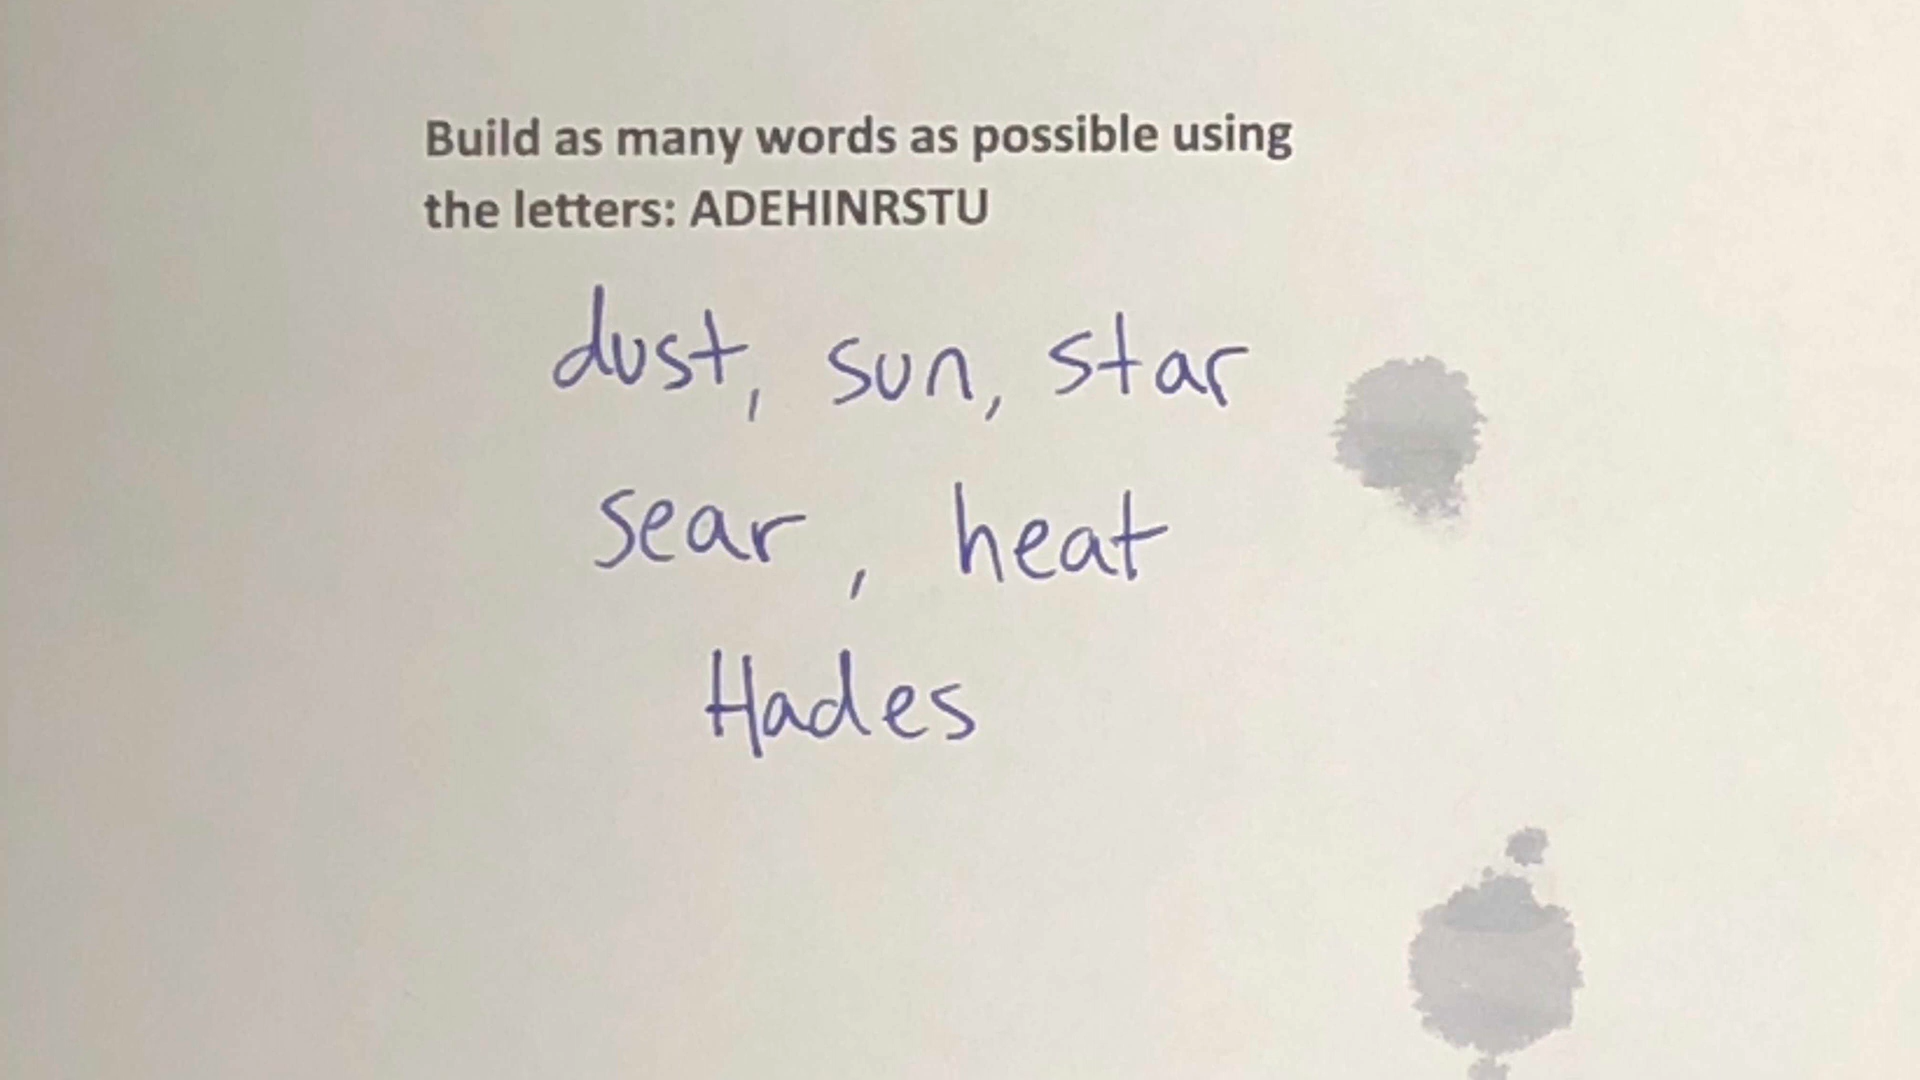 Build as many words as possible using
the letters: ADEHINRSTU
dust, sun, star
sear, heat
Hades